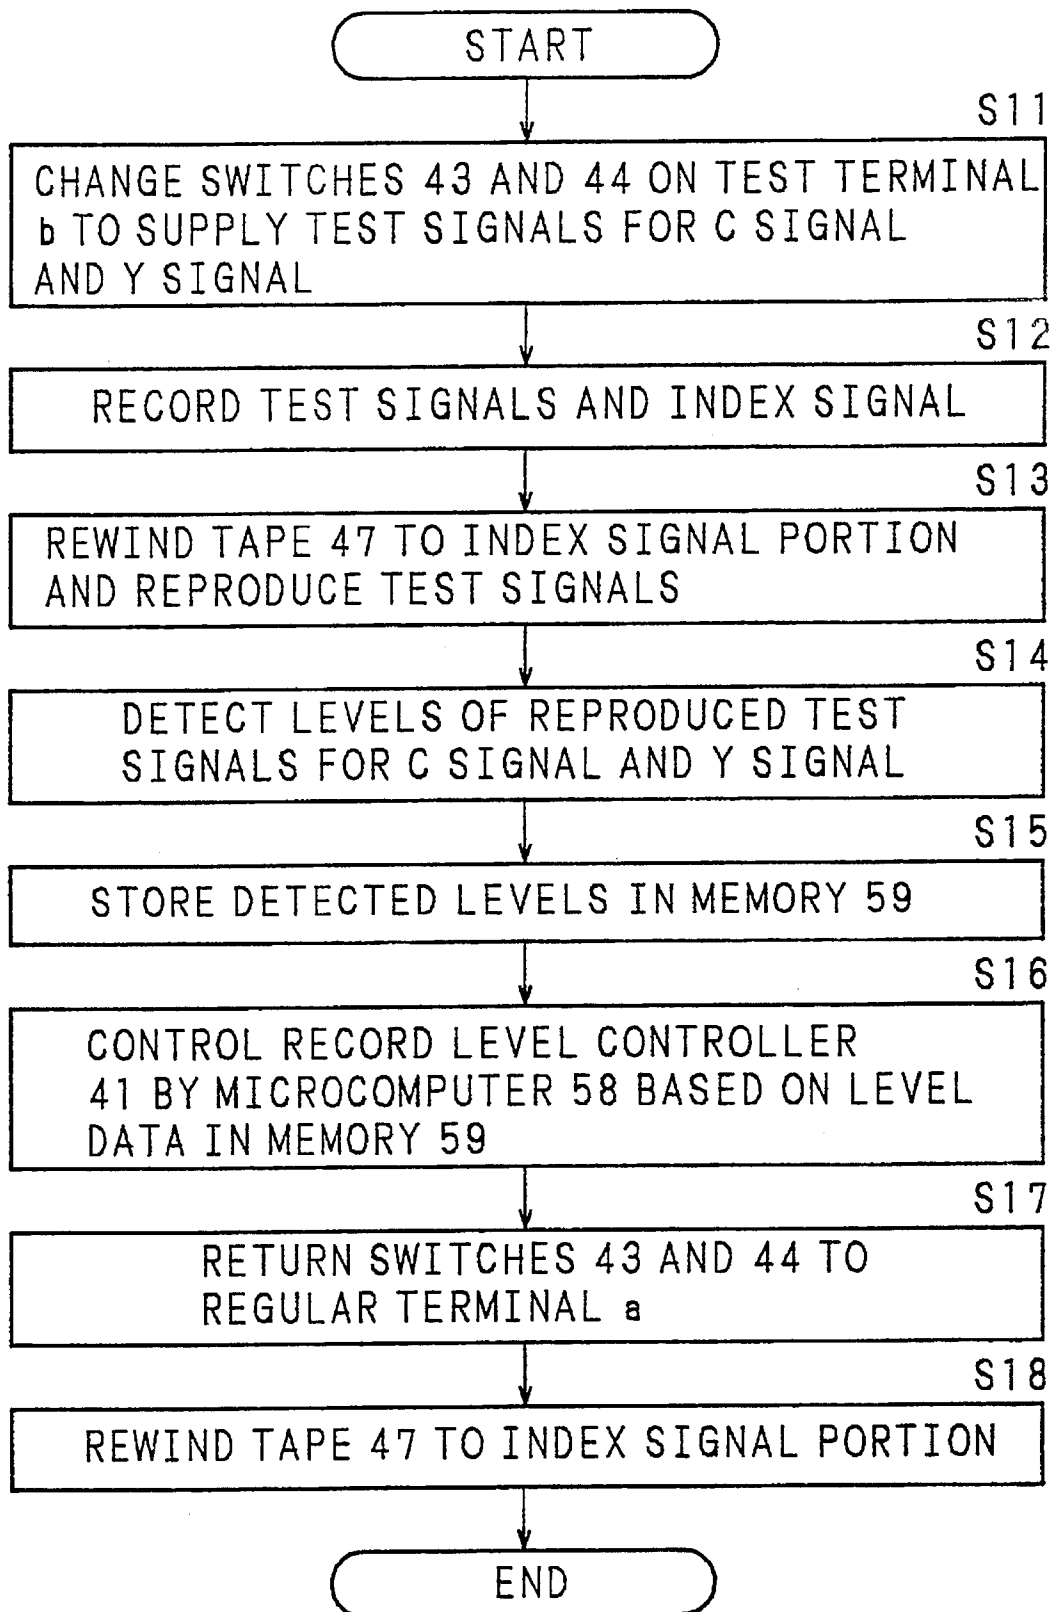 START
S11
CHANGE SWITCHES 43 AND 44 ON TEST TERMINAL
b TO SUPPLY TEST SIGNALS FOR C SIGNAL
AND Y SIGNAL
S12
RECORD TEST SIGNALS AND INDEX SIGNAL
S13
REWIND TAPE 47 TO INDEX SIGNAL PORTION
AND REPRODUCE TEST SIGNALS
S14
DETECT LEVELS OF REPRODUCED TEST
SIGNALS FOR C SIGNAL AND Y SIGNAL
S15
STORE DETECTED LEVELS IN MEMORY 59
S16
CONTROL RECORD LEVEL CONTROLLER
41 BY MICROCOMPUTER 58 BASED ON LEVEL
DATA IN MEMORY 59
S17
RETURN SWITCHES 43 AND 44 TO
REGULAR TERMINAL a
S18
REWIND TAPE 47 TO INDEX SIGNAL PORTION
END